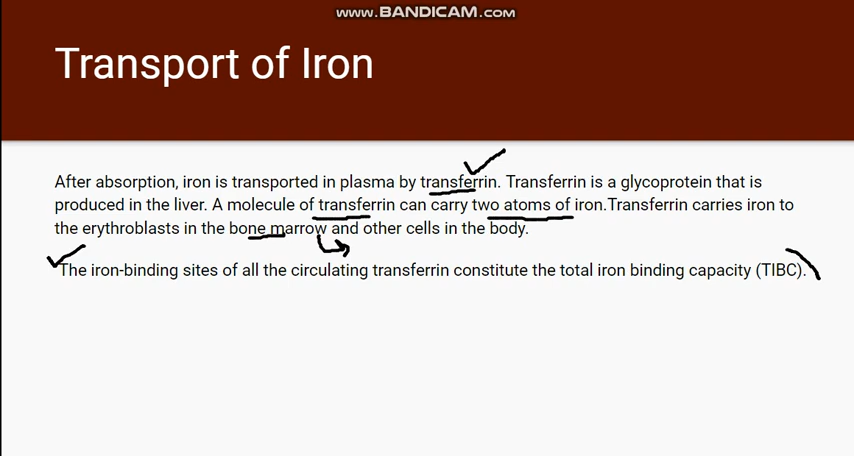 WWW.BANDICAM.COM
Transport of Iron
After absorption, iron is transported in plasma by transferrin. Transferrin is a glycoprotein that is
produced in the liver. A molecule of transferrin can carry two atoms of iron.Transferrin carries iron to
the erythroblasts in the bone marrow and other cells in the body.
The iron-binding sites of all the circulating transferrin constitute the total iron binding capacity (TIBC).